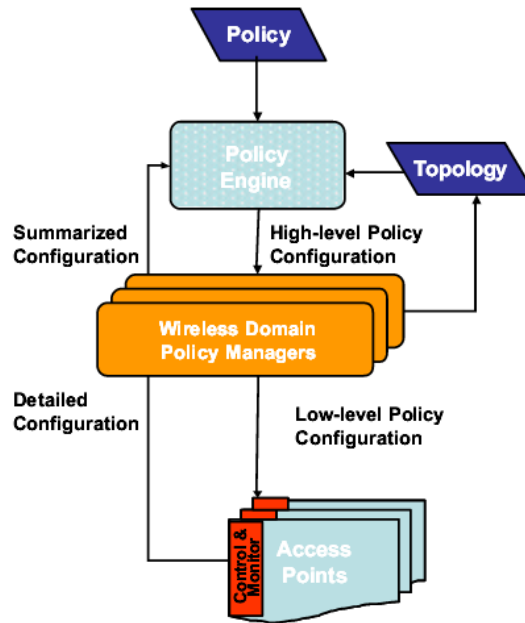 Policy
Policy
Engine
Topology
Summarized
Configuration
High-level Policy
Configuration
Wireless Domain
Policy Managers
Detailed
Configuration
Low-level Policy
Configuration
Control &
Monitor
Access
Points